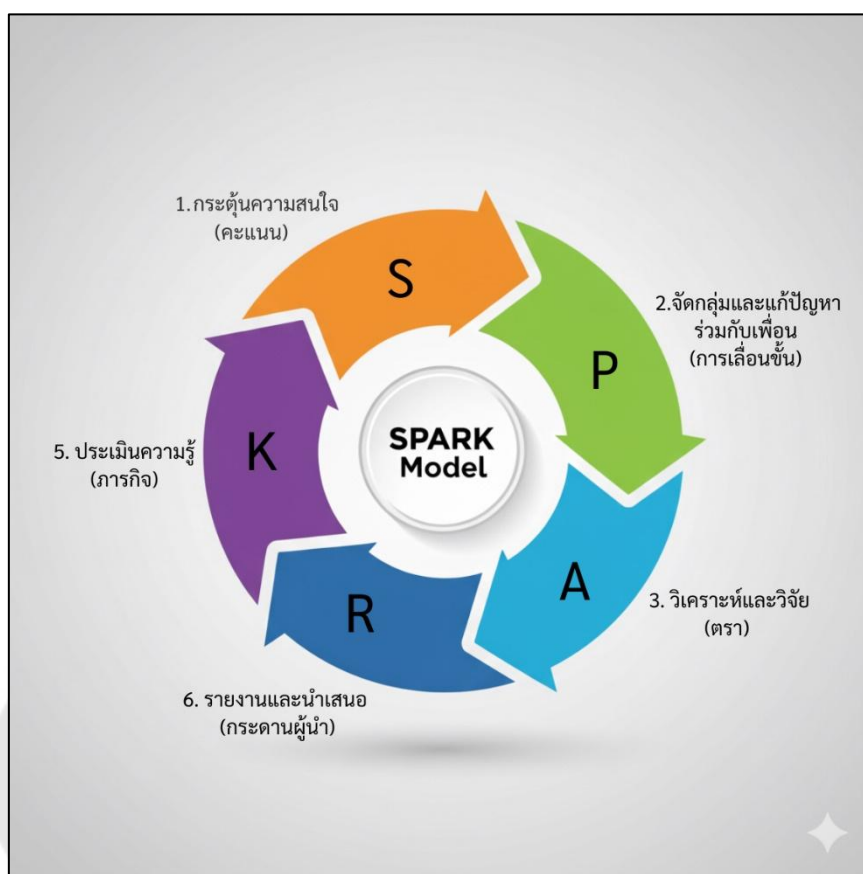 1.กระตุ้นความสนใจ
(คะแนน)
S
2.จัดกลุ่มและแก้ปัญหา
ร่วมกับเพื่อน
(การเลื่อนขั้น)
P
SPARK
Model
3. วิเคราะห์และวิจัย
(ตรา)
A
6. รายงานและนำเสนอ
(กระดานผู้นำ)
R
5. ประเมินความรู้
(ภารกิจ)
K